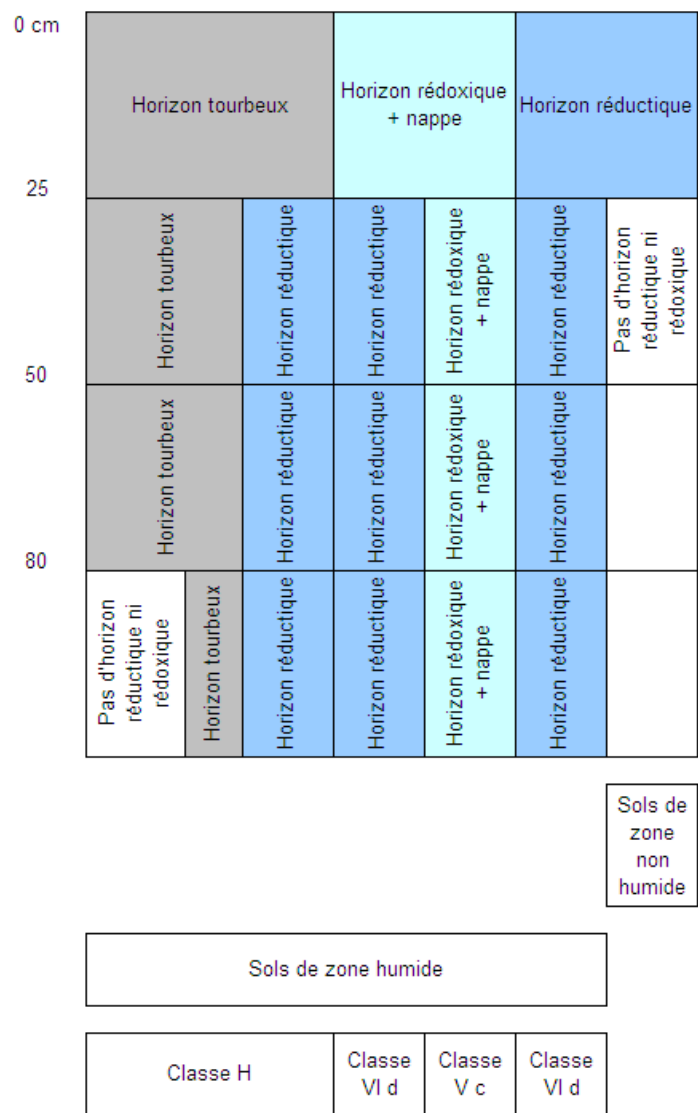 0 cm
Horizon tourbeux
Horizon rédoxique
+ nappe
Horizon réductique
25
Horizon tourbeux
Horizon réductique
Horizon réductique
Horizon rédoxique
+ nappe
Horizon réductique
Pas d'horizon
réductique ni
rédoxique
50
Horizon tourbeux
Horizon réductique
Horizon réductique
Horizon rédoxique
+ nappe
Horizon réductique
80
Pas d'horizon
réductique ni
rédoxique
Horizon tourbeux
Horizon réductique
Horizon réductique
Horizon rédoxique
+ nappe
Horizon réductique
Sols de
zone
non
humide
Sols de zone humide
Classe H
Classe
VI d
Classe
V c
Classe
VI d